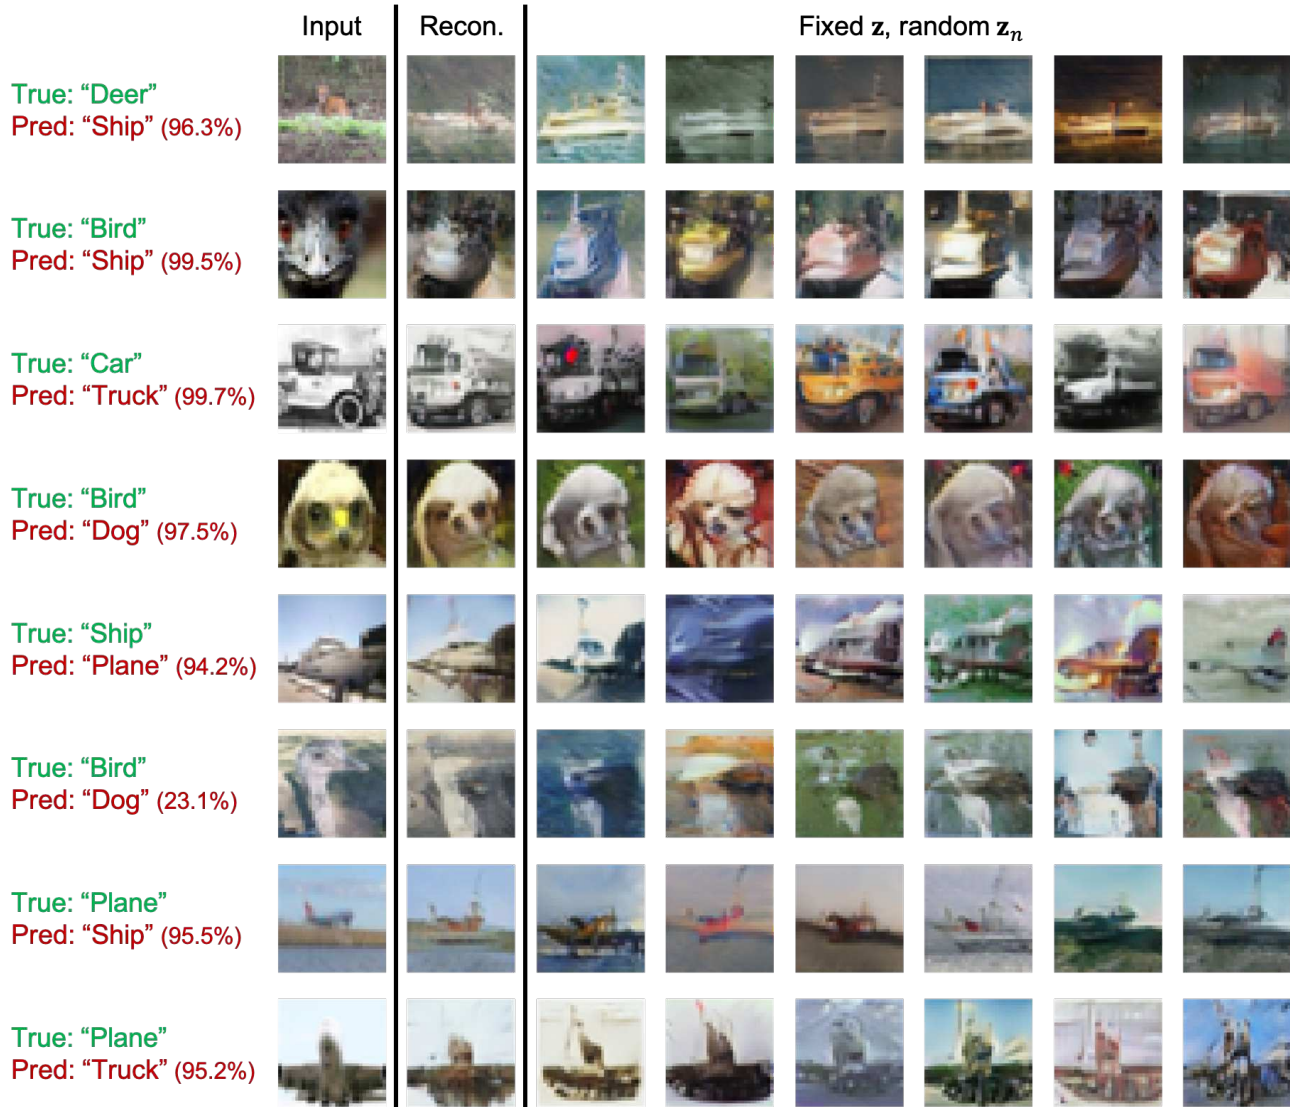 Input Recon. Fixed z, random zₙ
True: “Deer”
Pred: “Ship” (96.3%)
True: “Bird”
Pred: “Ship” (99.5%)
True: “Car”
Pred: “Truck” (99.7%)
True: “Bird”
Pred: “Dog” (97.5%)
True: “Ship”
Pred: “Plane” (94.2%)
True: “Bird”
Pred: “Dog” (23.1%)
True: “Plane”
Pred: “Ship” (95.5%)
True: “Plane”
Pred: “Truck” (95.2%)